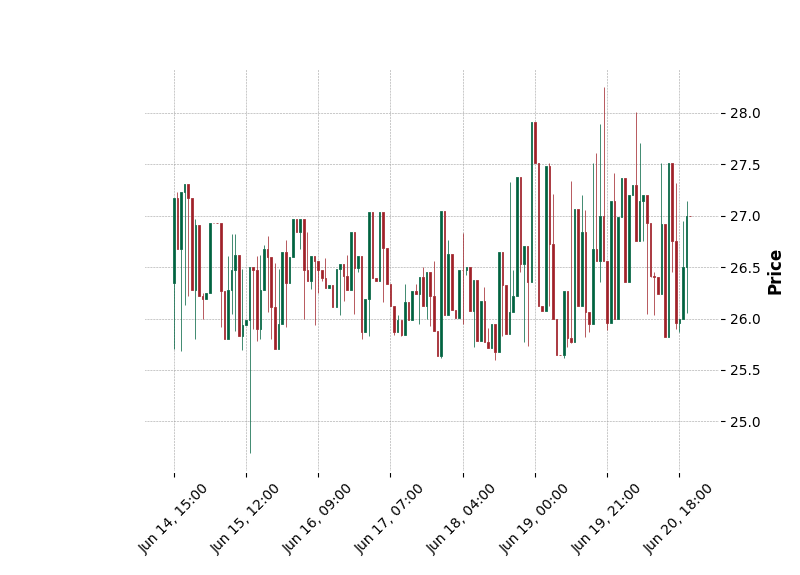 28.0
27.5
27.0
26.5
26.0
25.5
25.0
Price
Jun 14, 15:00
Jun 15, 12:00
Jun 16, 09:00
Jun 17, 07:00
Jun 18, 04:00
Jun 19, 00:00
Jun 19, 21:00
Jun 20, 18:00